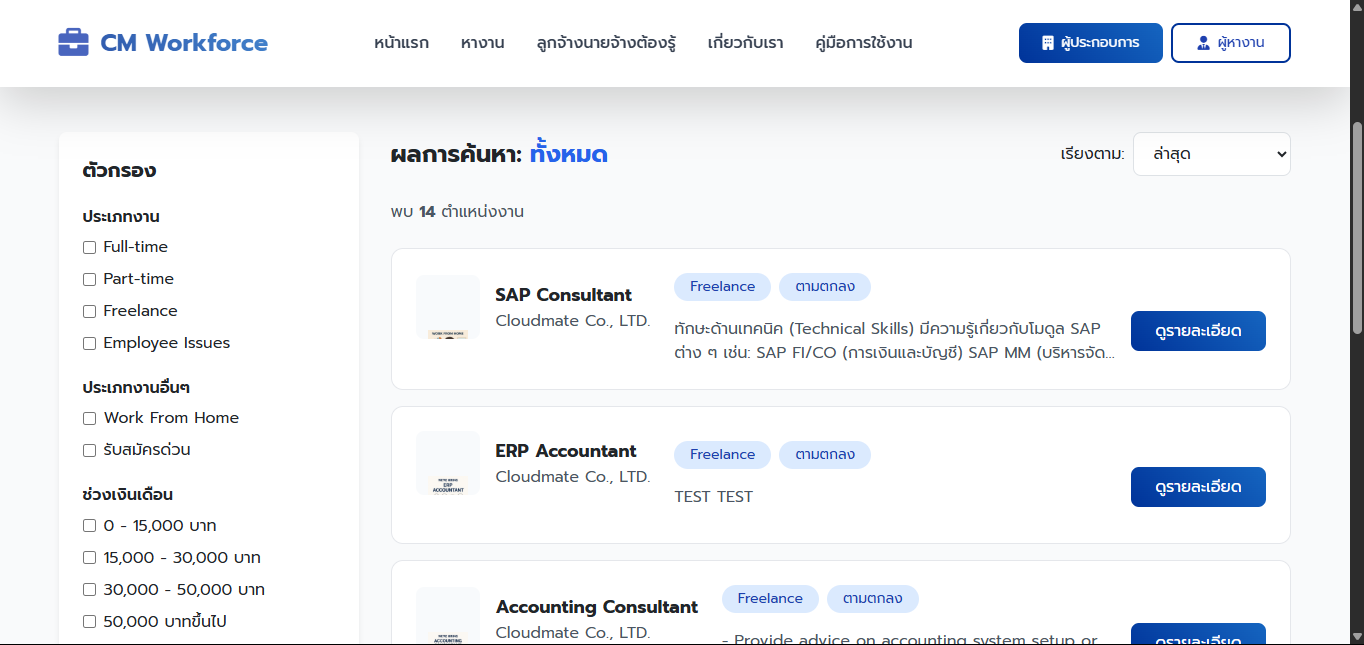 CM Workforce
หน้าแรก
หางาน
ลูกจ้างนายจ้างต้องรู้
เกี่ยวกับเรา
คู่มือการใช้งาน
ผู้ประกอบการ
ผู้หางาน
ตัวกรอง
ประเภทงาน
Full-time
Part-time
Freelance
Employee Issues
ประเภทงานอื่นๆ
Work From Home
รับสมัครด่วน
ช่วงเงินเดือน
0 - 15,000 บาท
15,000 - 30,000 บาท
30,000 - 50,000 บาท
50,000 บาทขึ้นไป
ผลการค้นหา: ทั้งหมด
เรียงตาม: ล่าสุด
พบ 14 ตำแหน่งงาน
WORK FROM HOME
SAP Consultant
Cloudmate Co., LTD.
Freelance
ตามตกลง
ทักษะด้านเทคนิค (Technical Skills) มีความรู้เกี่ยวกับโมดูล SAP
ต่าง ๆ เช่น: SAP FI/CO (การเงินและบัญชี) SAP MM (บริหารจัด...
ดูรายละเอียด
ERP
ACCOUNTANT
ERP Accountant
Cloudmate Co., LTD.
Freelance
ตามตกลง
TEST TEST
ดูรายละเอียด
ACCOUNTING
Accounting Consultant
Cloudmate Co., LTD.
Freelance
ตามตกลง
- Provide advice on accounting system setup or
ดูรายละเอียด